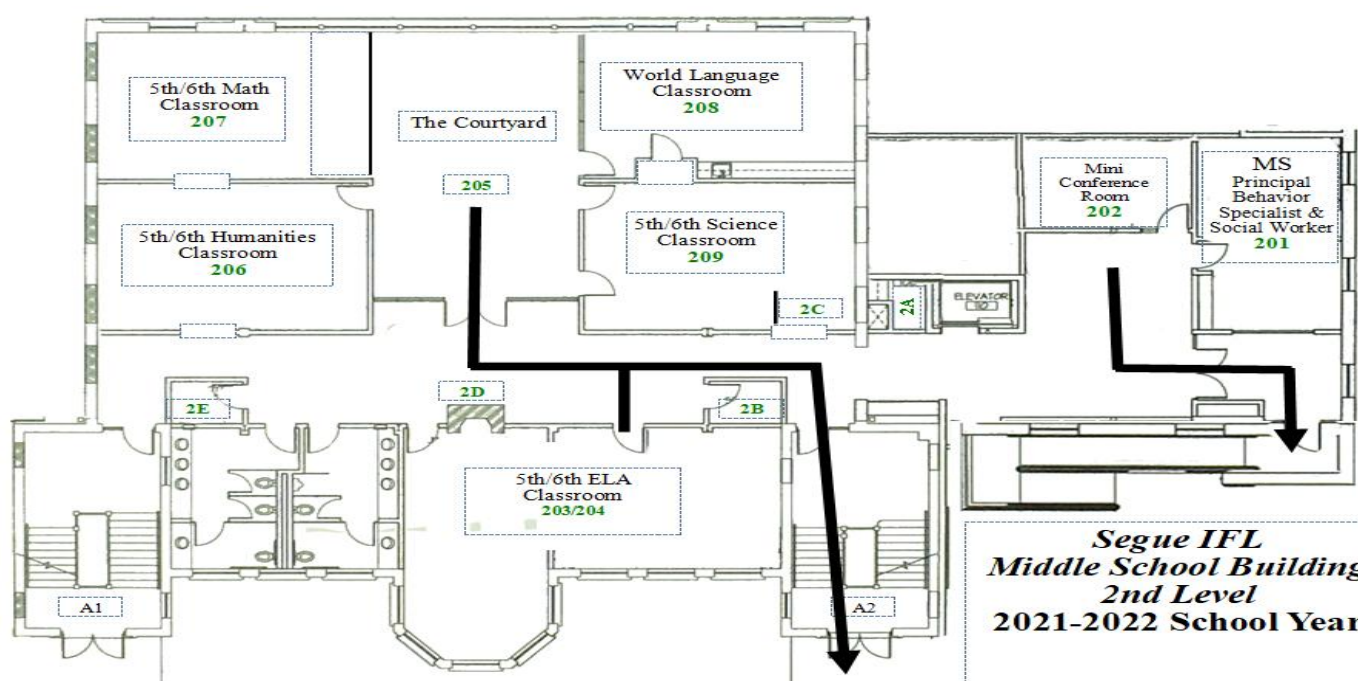 5th/6th Math
Classroom
207
The Courtyard
205
World Language
Classroom
208
5th/6th Humanities
Classroom
206
5th/6th Science
Classroom
209
2C
2A
ELEVATOR
Mini
Conference
Room
202
MS
Principal
Behavior
Specialist &
Social Worker
201
2E
2D
2B
5th/6th ELA
Classroom
203/204
A1
A2
Segue IFL
Middle School Building
2nd Level
2021-2022 School Year